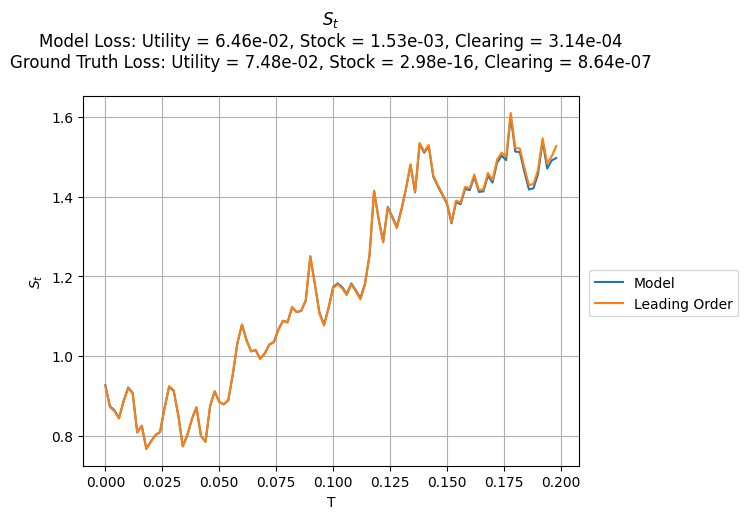 S_t
Model Loss: Utility = 6.46e-02, Stock = 1.53e-03, Clearing = 3.14e-04
Ground Truth Loss: Utility = 7.48e-02, Stock = 2.98e-16, Clearing = 8.64e-07
1.6
1.4
1.2
1.0
0.8
S_t
0.000
0.025
0.050
0.075
0.100
0.125
0.150
0.175
0.200
T
Model
Leading Order